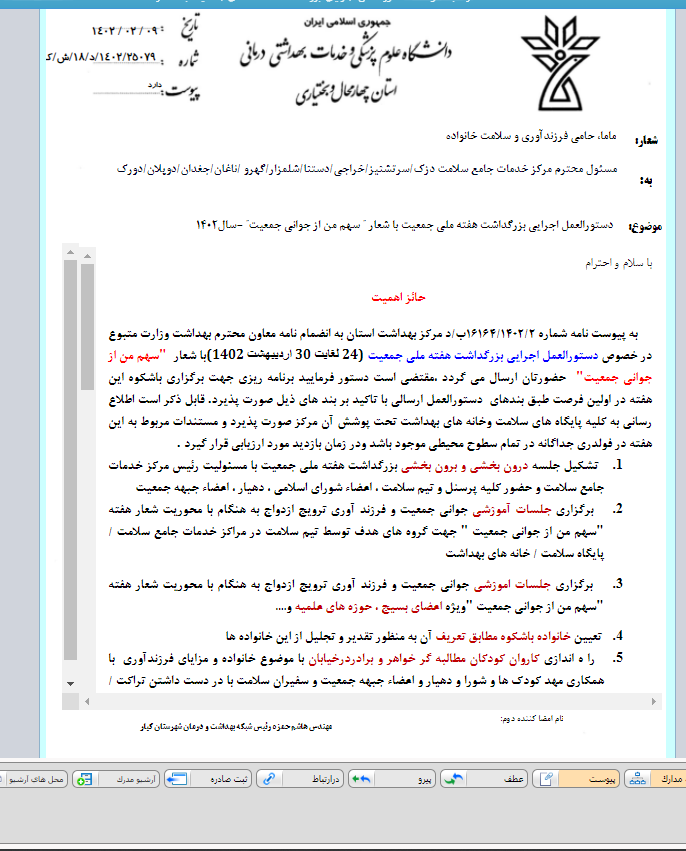 جمهوری اسلامی ایران
دانشگاه علوم پزشکی و خدمات بهداشتی درمانی
استان چهارمحال و بختیاری
تاریخ : ۱۴۰۲/۰۲/۰۹
شماره : ۱۴۰۲/۲۵۰۷۹/د/۱۸/ش/ک
پیوست: دارد
شعار: ماما، حامی فرزندآوری و سلامت خانواده
به: مسئول محترم مرکز خدمات جامع سلامت دزک/سرتشنیز/خراجی/دستنا/شلمزار/گهرو /ناغان/جغدان/دوپلان/دورک
موضوع: دستورالعمل اجرایی بزرگداشت هفته ملی جمعیت با شعار " سهم من از جوانی جمعیت" -سال۱۴۰۲
با سلام و احترام
حائز اهمیت
به پیوست نامه شماره ۱۶۱۶۴/۱۴۰۲/۲ب/د مرکز بهداشت استان به انضمام نامه معاون محترم بهداشت وزارت متبوع
در خصوص دستورالعمل اجرایی بزرگداشت هفته ملی جمعیت (24 لغایت 30 اردیبهشت 1402)با شعار "سهم من از
جوانی جمعیت" حضورتان ارسال می گردد ،مقتضی است دستور فرمایید برنامه ریزی جهت برگزاری باشکوه این
هفته در اولین فرصت طبق بندهای دستورالعمل ارسالی با تاکید بر بند های ذیل صورت پذیرد. قابل ذکر است اطلاع
رسانی به کلیه پایگاه های سلامت وخانه های بهداشت تحت پوشش آن مرکز صورت پذیرد و مستندات مربوط به این
هفته در فولدری جداگانه در تمام سطوح محیطی موجود باشد ودر زمان بازدید مورد ارزیابی قرار گیرد .
1. تشکیل جلسه درون بخشی و برون بخشی بزرگداشت هفته ملی جمعیت با مسئولیت رئیس مرکز خدمات
جامع سلامت و حضور کلیه پرسنل و تیم سلامت ، اعضاء شورای اسلامی ، دهیار ، اعضاء جبهه جمعیت
2. برگزاری جلسات آموزشی جوانی جمعیت و فرزند آوری ترویج ازدواج به هنگام با محوریت شعار هفته
"سهم من از جوانی جمعیت " جهت گروه های هدف توسط تیم سلامت در مراکز خدمات جامع سلامت /
پایگاه سلامت / خانه های بهداشت
3. برگزاری جلسات اموزشی جوانی جمعیت و فرزند آوری ترویج ازدواج به هنگام با محوریت شعار هفته
"سهم من از جوانی جمعیت "ویژه اعضای بسیج ، حوزه های علمیه و....
4. تعیین خانواده باشکوه مطابق تعریف آن به منظور تقدیر و تجلیل از این خانواده ها
5. را ه اندازی کاروان کودکان مطالبه گر خواهر و برادردرخیابان با موضوع خانواده و مزایای فرزندآوری با
همکاری مهد کودک ها و شورا و دهیار و اعضاء جبهه جمعیت و سفیران سلامت با در دست داشتن تراکت /
نام امضا کننده دوم:
مهندس هاشم حمزه رئیس شبکه بهداشت و درمان شهرستان کیار
مدارك
پیوست
عطف
پیرو
درارتباط
ثبت صادره
آرشیو مدرك
محل های آرشیو